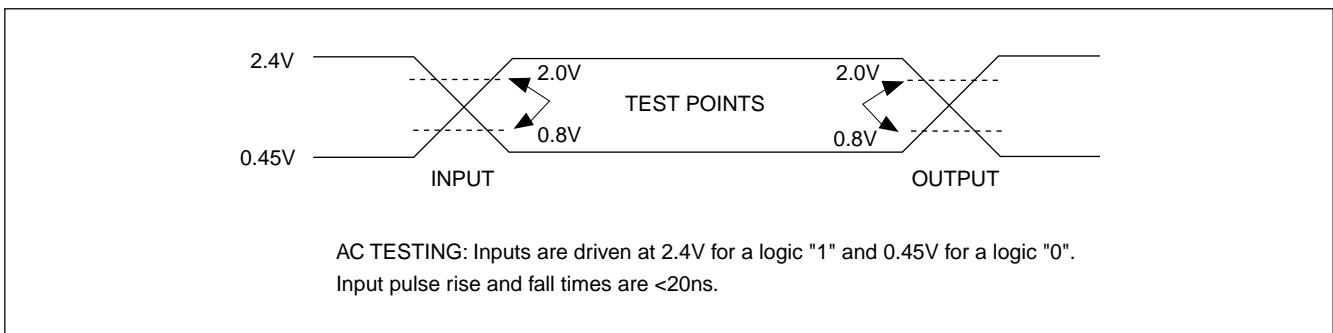 2.4V
2.0V
2.0V
TEST POINTS
0.8V
0.8V
0.45V
INPUT
OUTPUT
AC TESTING: Inputs are driven at 2.4V for a logic "1" and 0.45V for a logic "0".
Input pulse rise and fall times are <20ns.